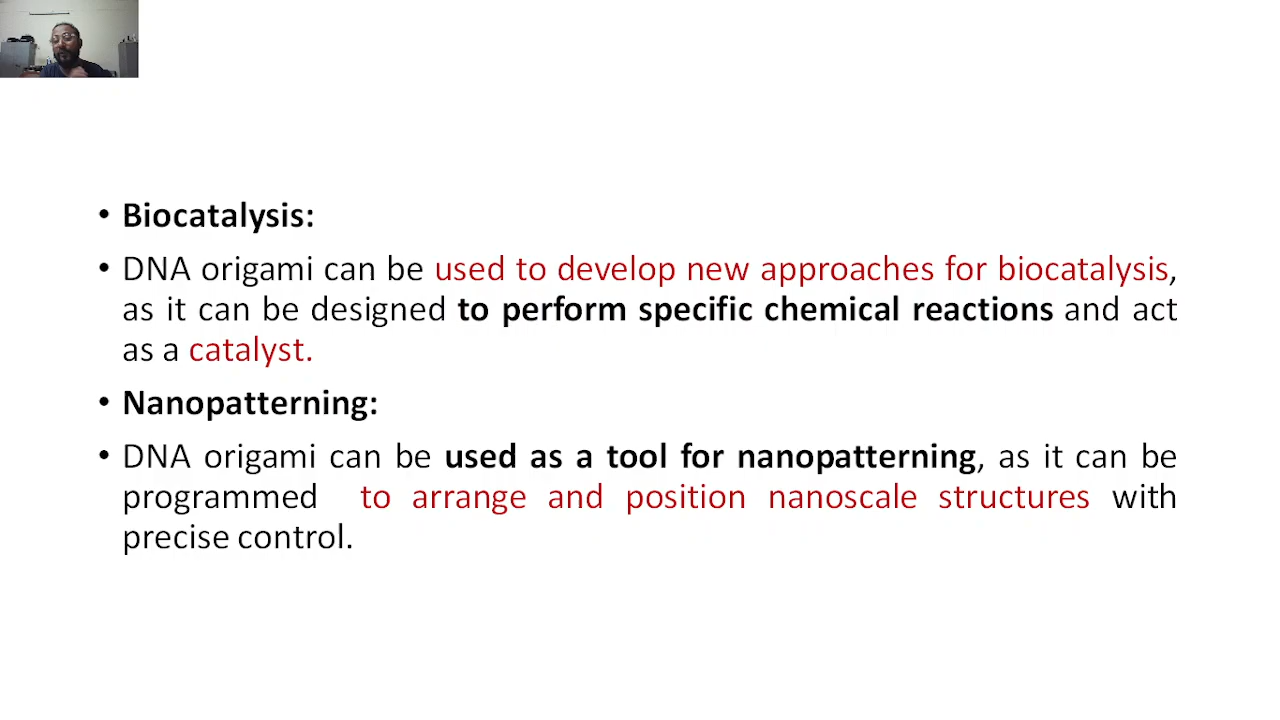 • Biocatalysis:
• DNA origami can be used to develop new approaches for biocatalysis,
as it can be designed to perform specific chemical reactions and act
as a catalyst.
• Nanopatterning:
• DNA origami can be used as a tool for nanopatterning, as it can be
programmed to arrange and position nanoscale structures with
precise control.